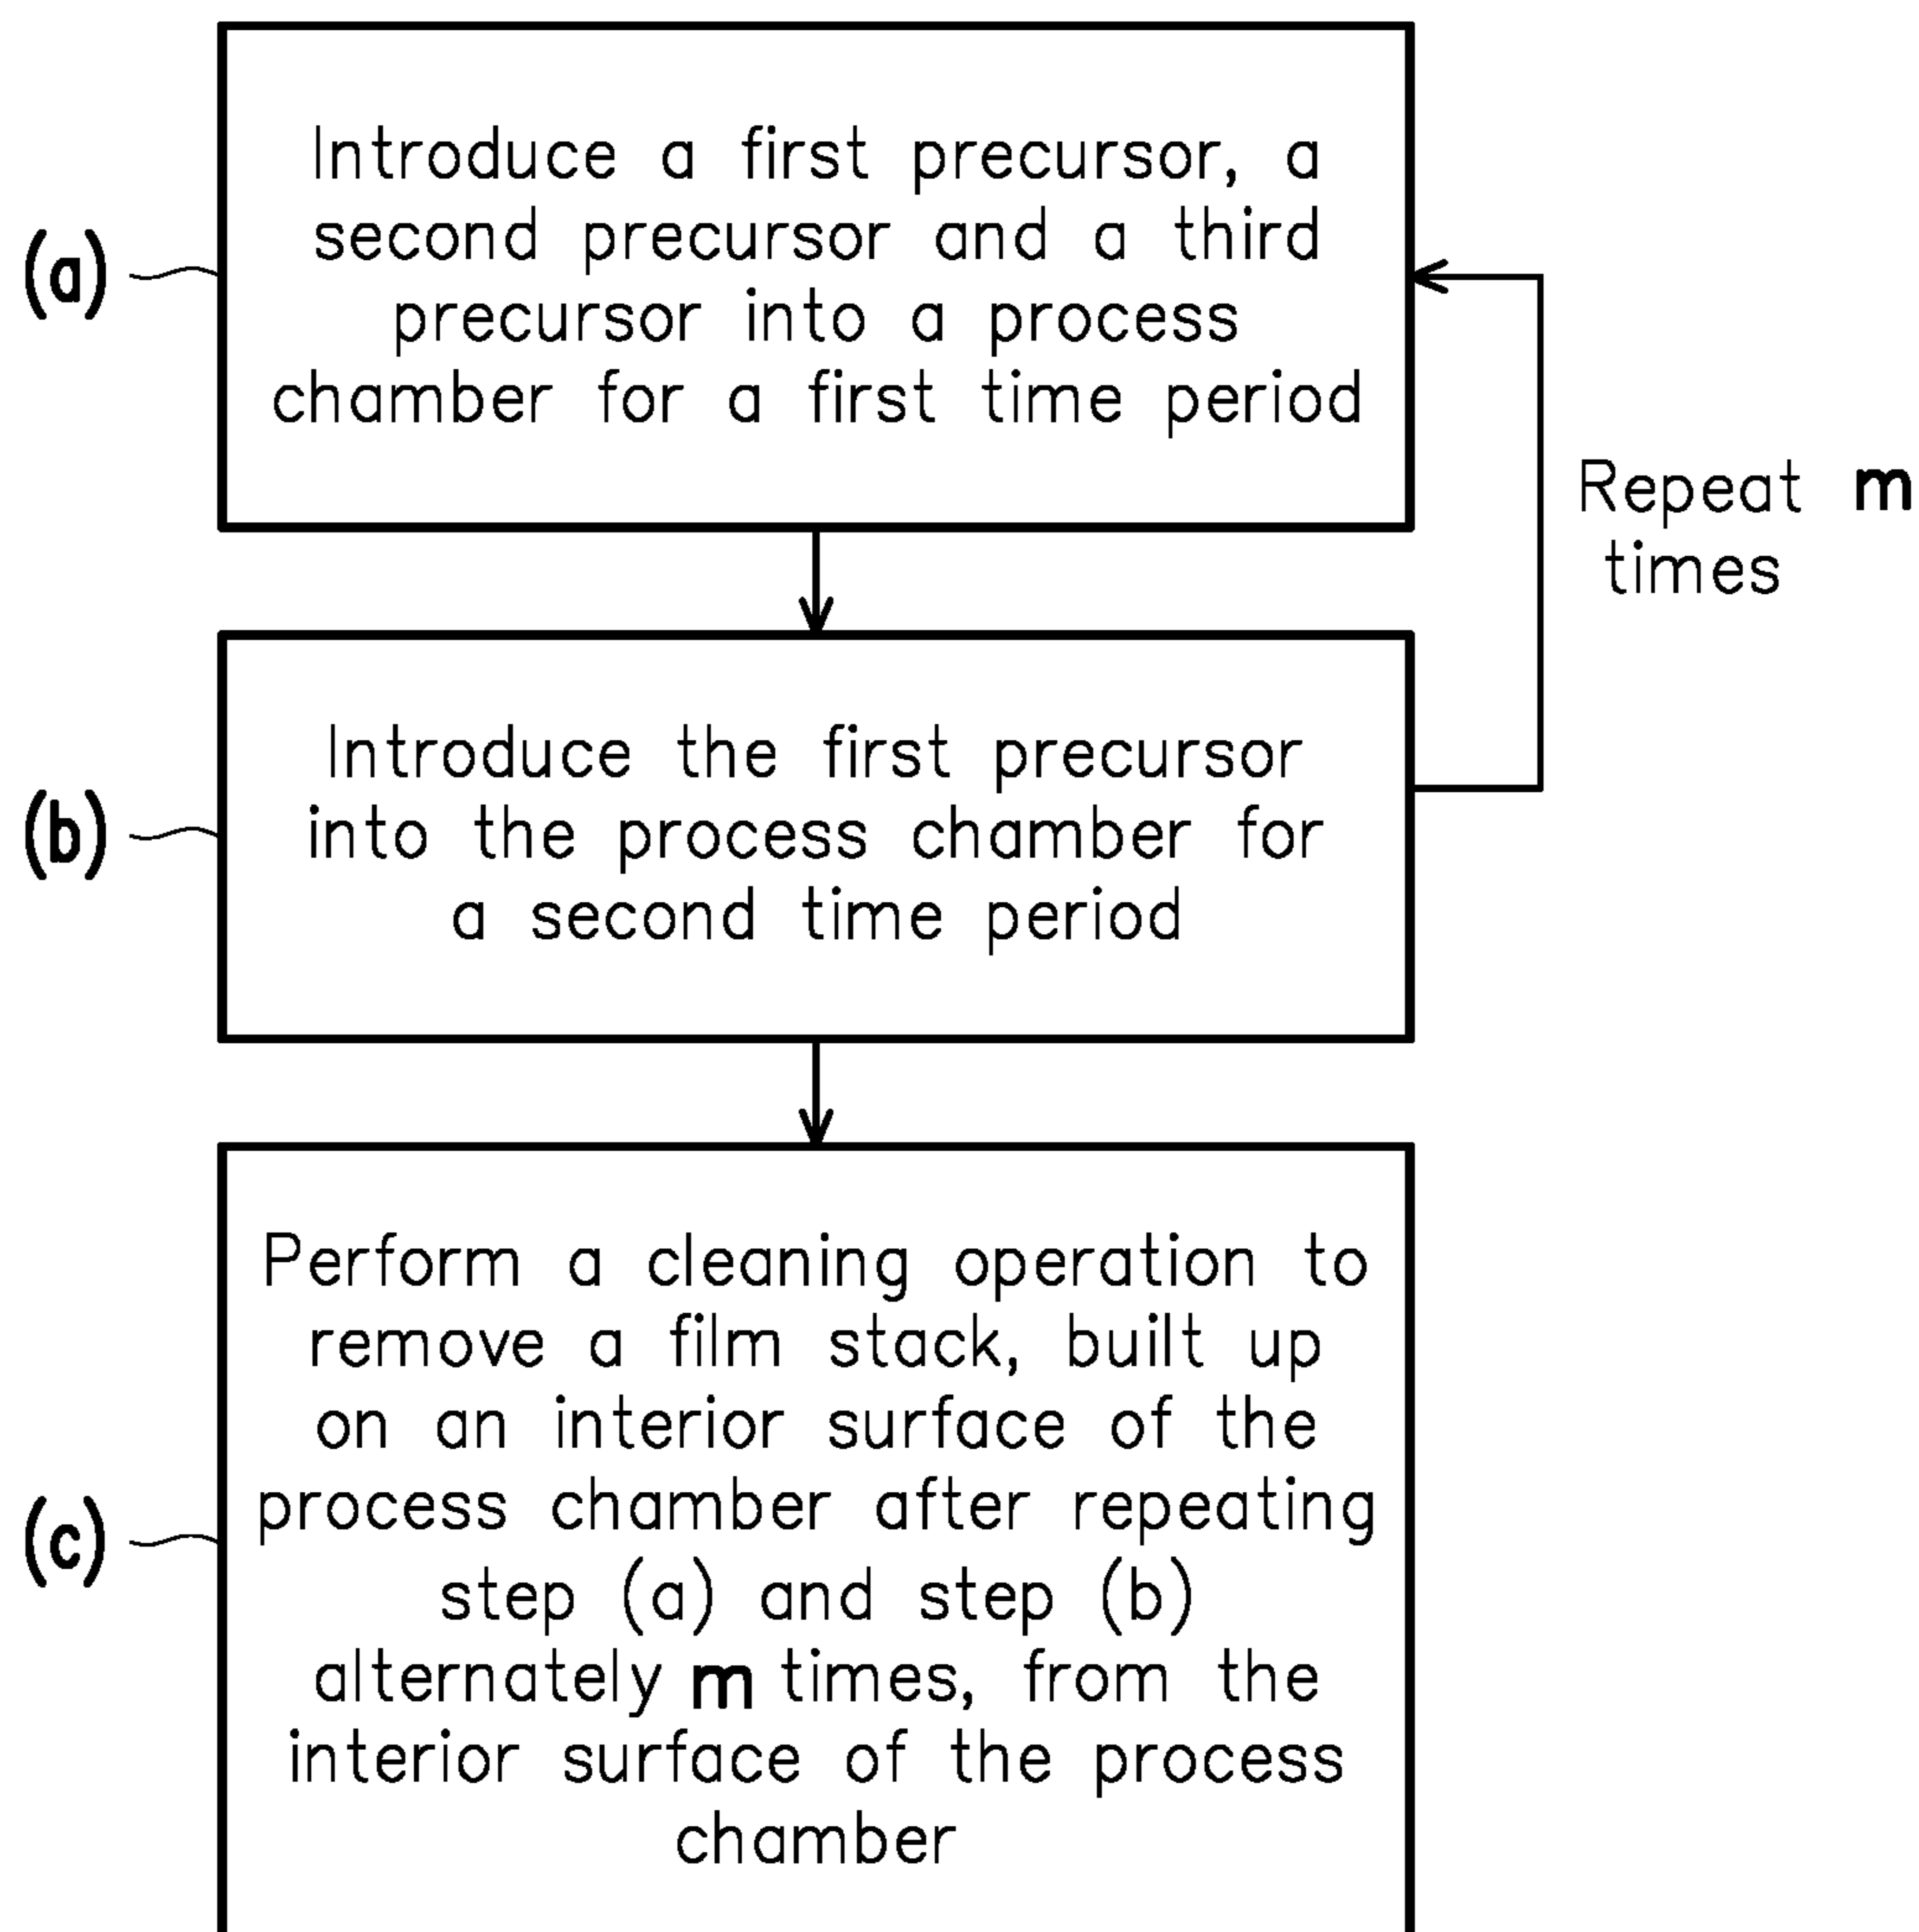 (a)
Introduce a first precursor, a
second precursor and a third
precursor into a process
chamber for a first time period
Repeat m
times
(b)
Introduce the first precursor
into the process chamber for
a second time period
(c)
Perform a cleaning operation to
remove a film stack, built up
on an interior surface of the
process chamber after repeating
step (a) and step (b)
alternately m times, from the
interior surface of the process
chamber